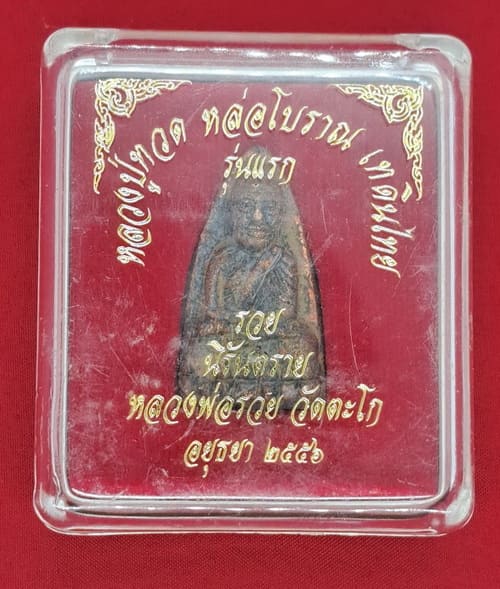 หลวงปู่ทวด หล่อโบราณ เทดินไทย
รุ่นแรก
รวย
นิรันตราย
หลวงพ่อรวย วัดตะโก
อยุธยา ๒๕๕๖